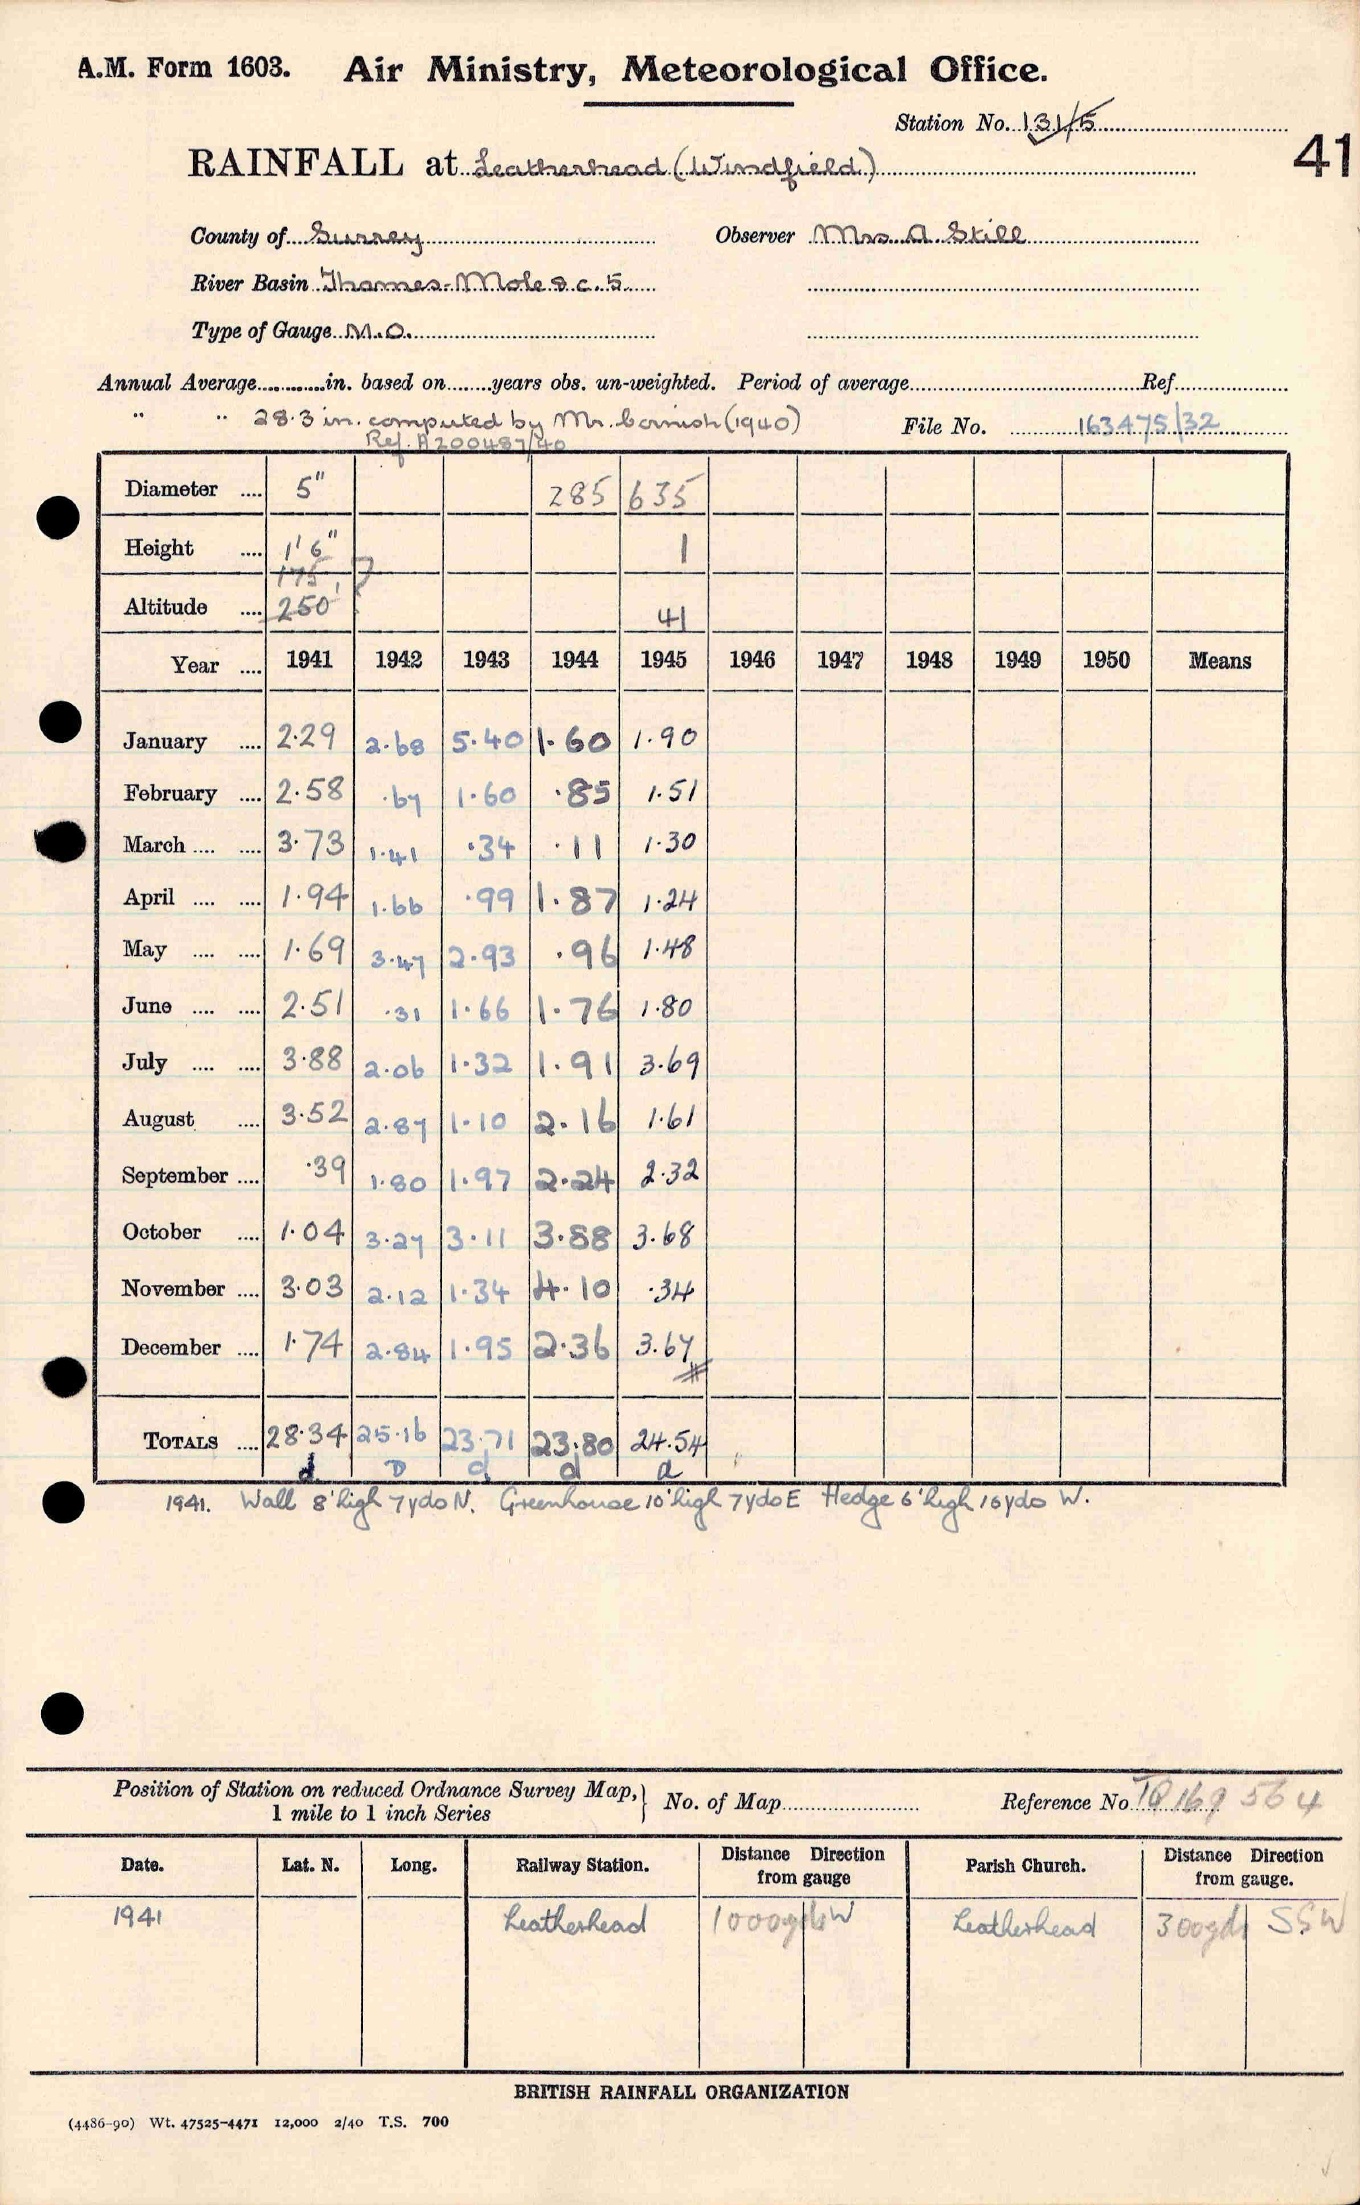 A.M. Form 1603. Air Ministry, Meteorological Office.
Station No. 131/5
41
RAINFALL at Leatherhead (Windfield)
County of Surrey Observer Mrs A. Skill
River Basin Thames-Mole & c. 5
Type of Gauge M.O.
Annual Average............in. based on........years obs. un-weighted. Period of average............Ref............
" " 28.3 in. computed by Mr. Cornish (1940) File No. 163475/32
Ref. A200487/40
Diameter .... 5" 285 635
Height .... 1' 6" 1
175 ?
Altitude .... 250' 41
Year .... 1941 1942 1943 1944 1945 1946 1947 1948 1949 1950 Means
January .... 2.29 2.68 5.40 1.60 1.90
February .... 2.58 .67 1.60 .85 1.51
March .... .... 3.73 1.41 .34 .11 1.30
April .... .... 1.94 1.66 .99 1.87 1.24
May .... .... 1.69 3.47 2.93 .96 1.48
June .... .... 2.51 .31 1.66 1.76 1.80
July .... .... 3.88 2.06 1.32 1.91 3.69
August .... 3.52 2.87 1.10 2.16 1.61
September .... .39 1.80 1.97 2.24 2.32
October .... 1.04 3.27 3.11 3.88 3.68
November .... 3.03 2.12 1.34 4.10 .34
December .... 1.74 2.84 1.95 2.36 3.67
TOTALS .... 28.34 25.16 23.71 23.80 24.54
d D d d d
1941. Wall 8' high 7 yds N. Greenhouse 10' high 7 yds E Hedge 6' high 16 yds W.
Position of Station on reduced Ordnance Survey Map, 1 mile to 1 inch Series } No. of Map............ Reference No TQ 169 564
Date. Lat. N. Long. Railway Station. Distance Direction from gauge Parish Church. Distance Direction from gauge.
1941 Leatherhead 1000yds W Leatherhead 300yds SSW
BRITISH RAINFALL ORGANIZATION
(4486-90) Wt. 47525-4471 12,000 2/40 T.S. 700